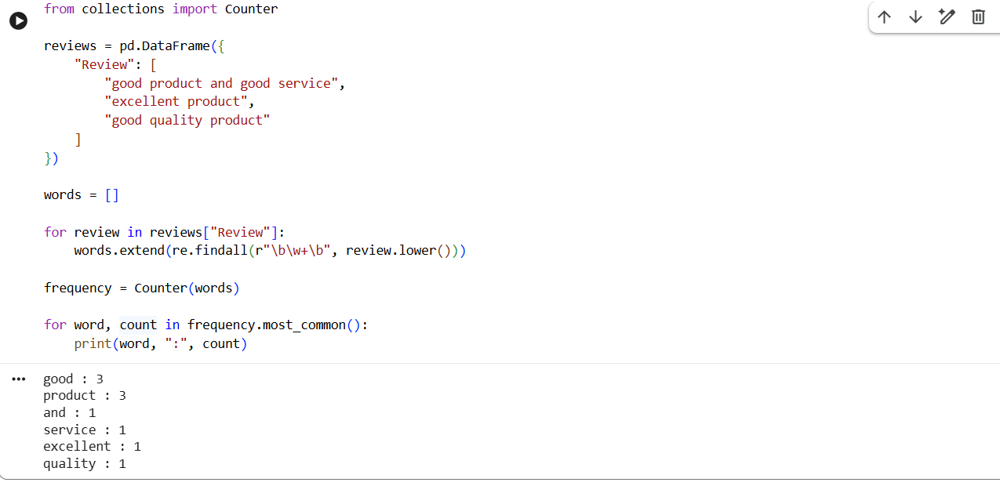 from collections import Counter
reviews = pd.DataFrame({
    "Review": [
        "good product and good service",
        "excellent product",
        "good quality product"
    ]
})
words = []
for review in reviews["Review"]:
    words.extend(re.findall(r"\b\w+\b", review.lower()))
frequency = Counter(words)
for word, count in frequency.most_common():
    print(word, ":", count)
good : 3
product : 3
and : 1
service : 1
excellent : 1
quality : 1